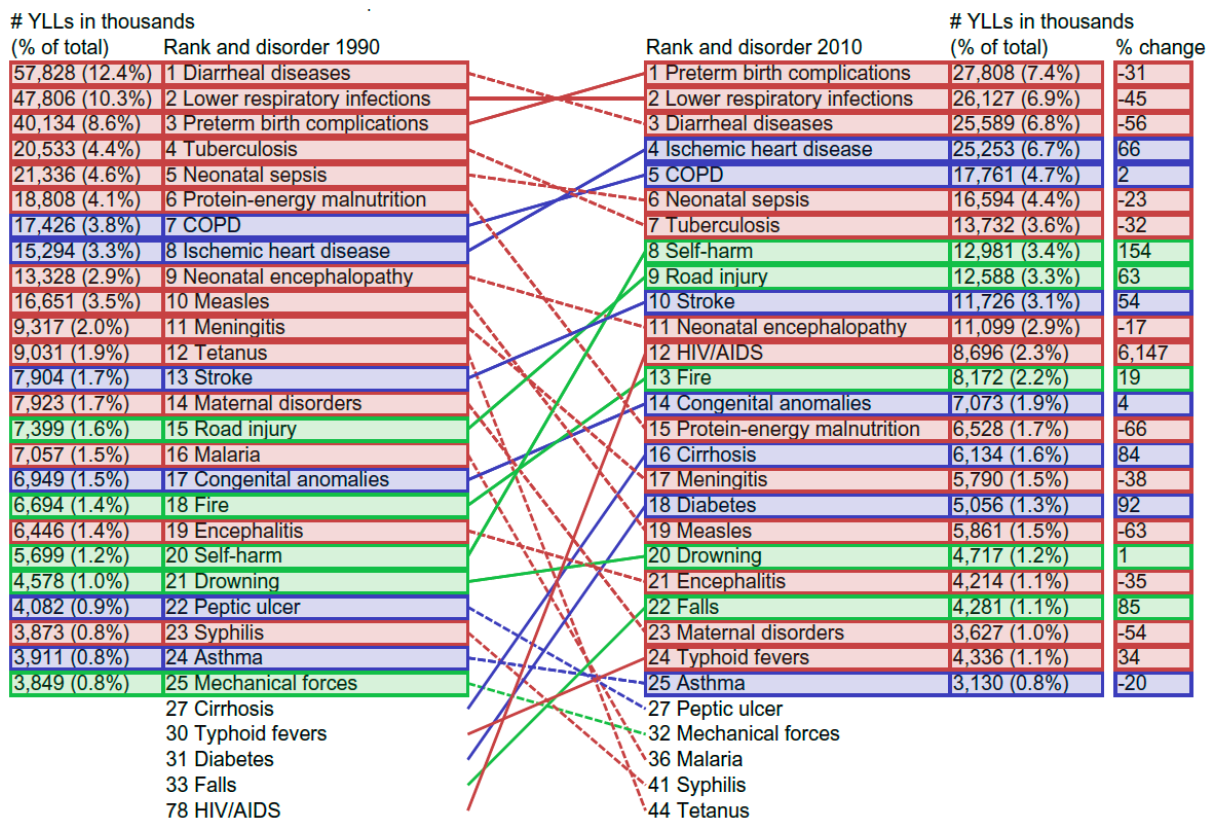 # YLLs in thousands # YLLs in thousands
(% of total) Rank and disorder 1990 Rank and disorder 2010 (% of total) % change
57,828 (12.4%) 1 Diarrheal diseases 1 Preterm birth complications 27,808 (7.4%) -31
47,806 (10.3%) 2 Lower respiratory infections 2 Lower respiratory infections 26,127 (6.9%) -45
40,134 (8.6%) 3 Preterm birth complications 3 Diarrheal diseases 25,589 (6.8%) -56
20,533 (4.4%) 4 Tuberculosis 4 Ischemic heart disease 25,253 (6.7%) 66
21,336 (4.6%) 5 Neonatal sepsis 5 COPD 17,761 (4.7%) 2
18,808 (4.1%) 6 Protein-energy malnutrition 6 Neonatal sepsis 16,594 (4.4%) -23
17,426 (3.8%) 7 COPD 7 Tuberculosis 13,732 (3.6%) -32
15,294 (3.3%) 8 Ischemic heart disease 8 Self-harm 12,981 (3.4%) 154
13,328 (2.9%) 9 Neonatal encephalopathy 9 Road injury 12,588 (3.3%) 63
16,651 (3.5%) 10 Measles 10 Stroke 11,726 (3.1%) 54
9,317 (2.0%) 11 Meningitis 11 Neonatal encephalopathy 11,099 (2.9%) -17
9,031 (1.9%) 12 Tetanus 12 HIV/AIDS 8,696 (2.3%) 6,147
7,904 (1.7%) 13 Stroke 13 Fire 8,172 (2.2%) 19
7,923 (1.7%) 14 Maternal disorders 14 Congenital anomalies 7,073 (1.9%) 4
7,399 (1.6%) 15 Road injury 15 Protein-energy malnutrition 6,528 (1.7%) -66
7,057 (1.5%) 16 Malaria 16 Cirrhosis 6,134 (1.6%) 84
6,949 (1.5%) 17 Congenital anomalies 17 Meningitis 5,790 (1.5%) -38
6,694 (1.4%) 18 Fire 18 Diabetes 5,056 (1.3%) 92
6,446 (1.4%) 19 Encephalitis 19 Measles 5,861 (1.5%) -63
5,699 (1.2%) 20 Self-harm 20 Drowning 4,717 (1.2%) 1
4,578 (1.0%) 21 Drowning 21 Encephalitis 4,214 (1.1%) -35
4,082 (0.9%) 22 Peptic ulcer 22 Falls 4,281 (1.1%) 85
3,873 (0.8%) 23 Syphilis 23 Maternal disorders 3,627 (1.0%) -54
3,911 (0.8%) 24 Asthma 24 Typhoid fevers 4,336 (1.1%) 34
3,849 (0.8%) 25 Mechanical forces 25 Asthma 3,130 (0.8%) -20
27 Cirrhosis 27 Peptic ulcer
30 Typhoid fevers 32 Mechanical forces
31 Diabetes 36 Malaria
33 Falls 41 Syphilis
78 HIV/AIDS 44 Tetanus